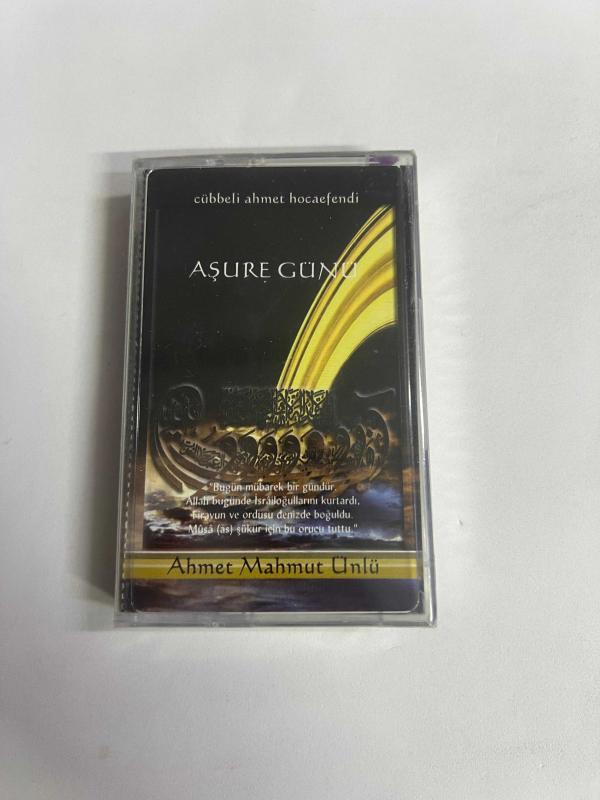 cübbeli ahmet hocaefendi
AŞURE GÜNÜ
"Bugün mübarek bir gündür,
Allah bugünde İsrâiloğullarını kurtardı,
Firavun ve ordusu denizde boğuldu.
Mûsâ (as) şükür için bu orucu tuttu."
Ahmet Mahmut Ünlü